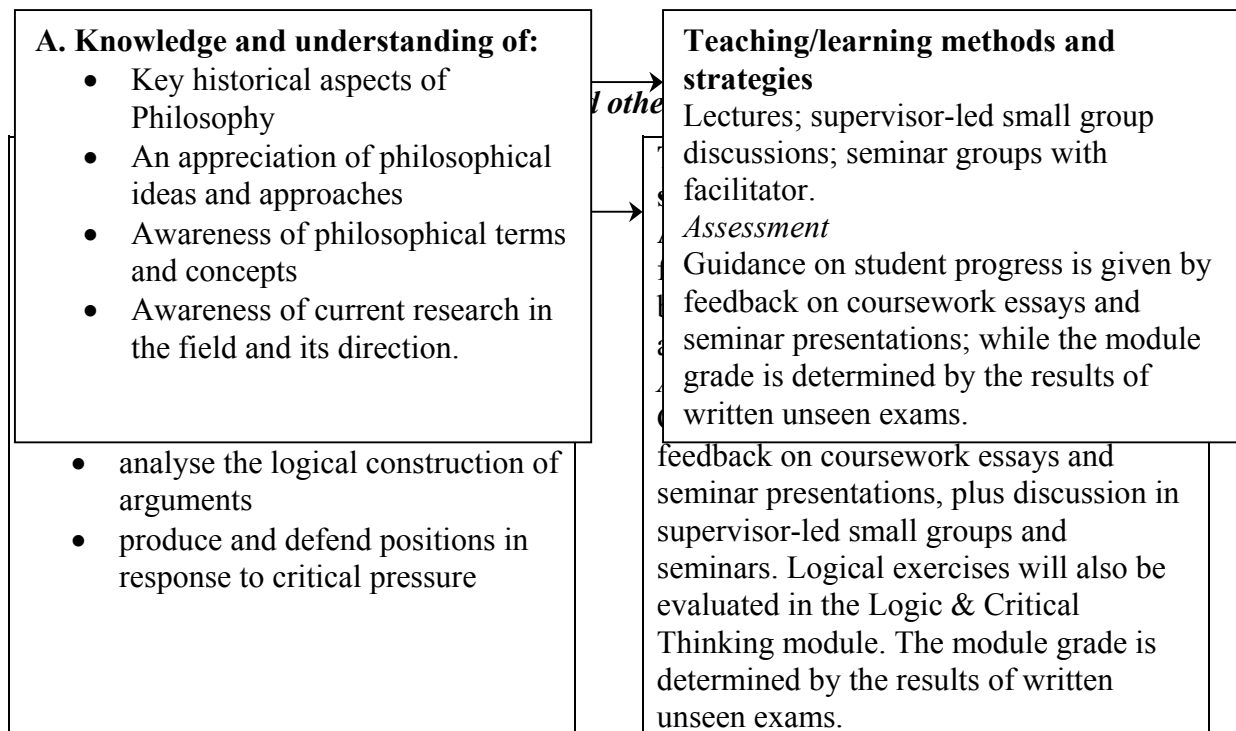 A. Knowledge and understanding of:
• Key historical aspects of
Philosophy
• An appreciation of philosophical
ideas and approaches
• Awareness of philosophical terms
and concepts
• Awareness of current research in
the field and its direction.
• analyse the logical construction of
arguments
• produce and defend positions in
response to critical pressure
Teaching/learning methods and
strategies
Lectures; supervisor-led small group
discussions; seminar groups with
facilitator.
Assessment
Guidance on student progress is given by
feedback on coursework essays and
seminar presentations; while the module
grade is determined by the results of
written unseen exams.
feedback on coursework essays and
seminar presentations, plus discussion in
supervisor-led small groups and
seminars. Logical exercises will also be
evaluated in the Logic & Critical
Thinking module. The module grade is
determined by the results of written
unseen exams.